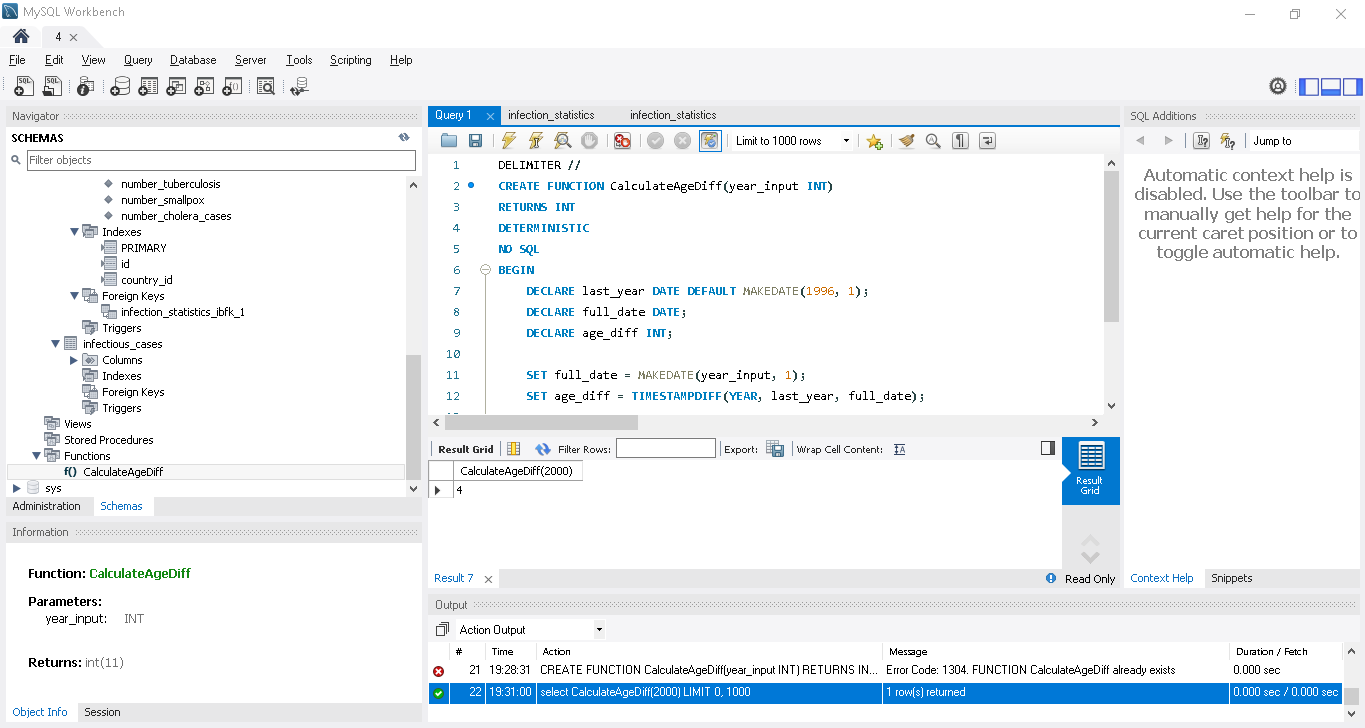 MySQL Workbench
4
File Edit View Query Database Server Tools Scripting Help
Navigator
SCHEMAS
Filter objects
number_tuberculosis
number_smallpox
number_cholera_cases
Indexes
PRIMARY
id
country_id
Foreign Keys
infection_statistics_ibfk_1
Triggers
infectious_cases
Columns
Indexes
Foreign Keys
Triggers
Views
Stored Procedures
Functions
f() CalculateAgeDiff
sys
Administration Schemas
Information
Function: CalculateAgeDiff
Parameters:
year_input: INT
Returns: int(11)
Object Info Session
Query 1 infection_statistics infection_statistics
Limit to 1000 rows
1 DELIMITER //
2 CREATE FUNCTION CalculateAgeDiff(year_input INT)
3 RETURNS INT
4 DETERMINISTIC
5 NO SQL
6 BEGIN
7 DECLARE last_year DATE DEFAULT MAKEDATE(1996, 1);
8 DECLARE full_date DATE;
9 DECLARE age_diff INT;
10
11 SET full_date = MAKEDATE(year_input, 1);
12 SET age_diff = TIMESTAMPDIFF(YEAR, last_year, full_date);
Result Grid Filter Rows: Export: Wrap Cell Content:
CalculateAgeDiff(2000)
4
Result Grid
Result 7 Read Only
SQL Additions
Jump to
Automatic context help is
disabled. Use the toolbar to
manually get help for the
current caret position or to
toggle automatic help.
Context Help Snippets
Output
Action Output
# Time Action Message Duration / Fetch
21 19:28:31 CREATE FUNCTION CalculateAgeDiff(year_input INT) RETURNS IN... Error Code: 1304. FUNCTION CalculateAgeDiff already exists 0.000 sec
22 19:31:00 select CalculateAgeDiff(2000) LIMIT 0, 1000 1 row(s) returned 0.000 sec / 0.000 sec